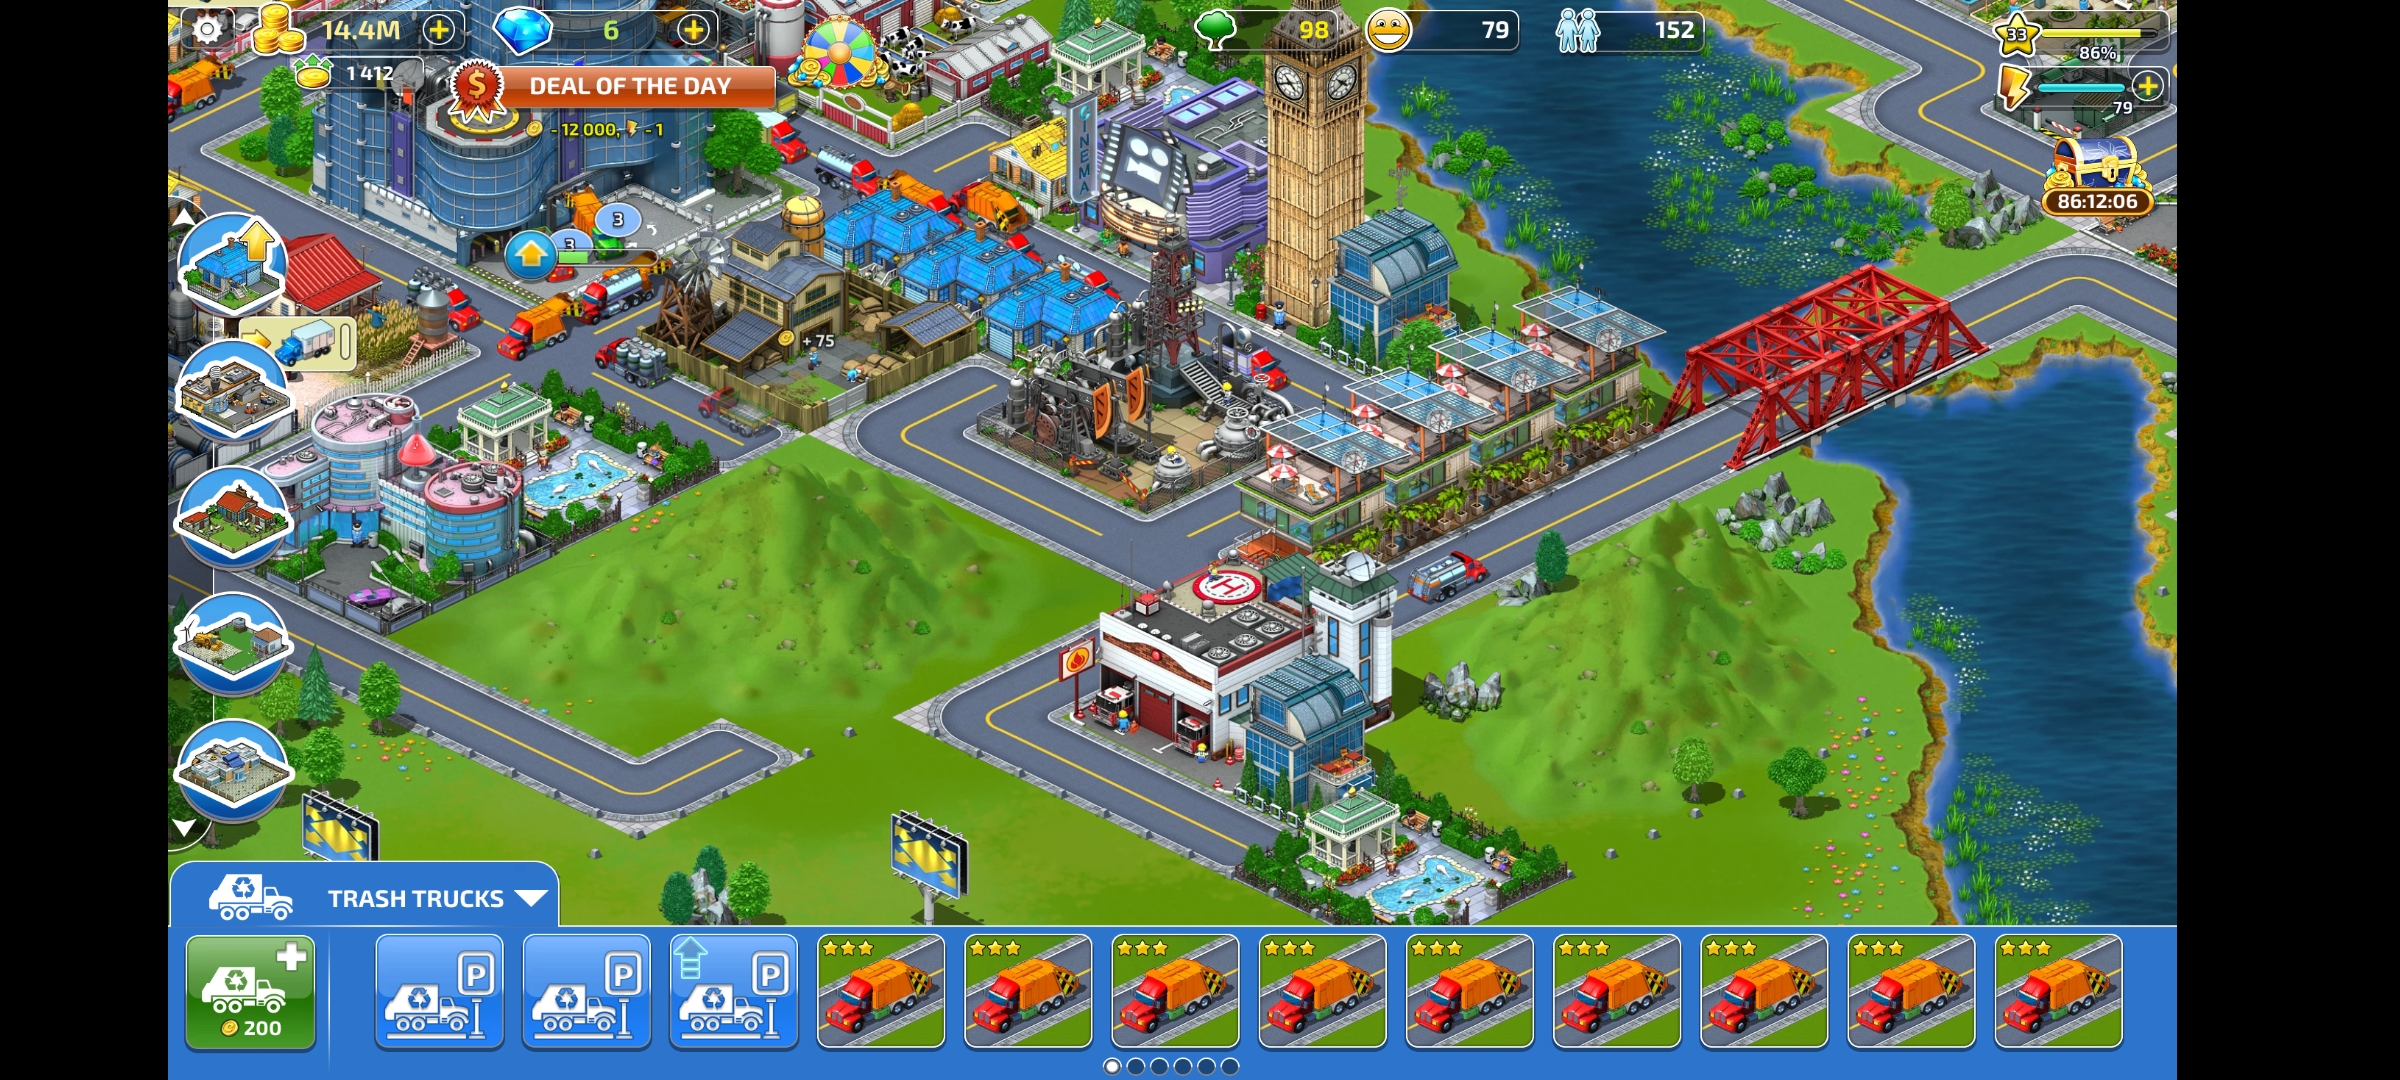 14.4M
6
98
79
152
33
86%
1 412
DEAL OF THE DAY
79
- 12 000, - 1
CINEMA
86:12:06
3
3
+ 75
H
TRASH TRUCKS
200
P
P
P